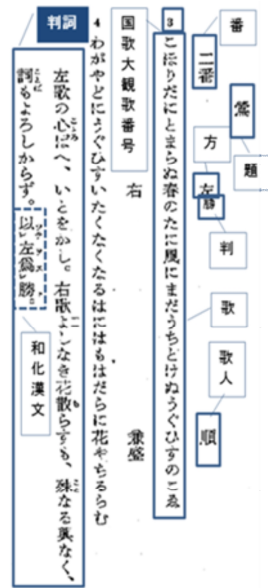 番
二番
鶯
題
方
左
勝
判
歌
歌人
順
3
こほりだにとまらぬ春のたに風にまだうちとけぬうぐひすのこゑ
国歌大観歌番号
右
兼盛
4
わがやどにうぐひすいたくなくなるはにはもはだらに花やちるらむ
判詞
左歌の心ばへ、いとをかし。右歌よしなき花散らすも、殊なる興なく、
詞もよろしからず。以左爲勝。
和化漢文